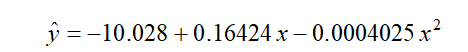 ŷ = −10.028 + 0.16424 x − 0.0004025 x²